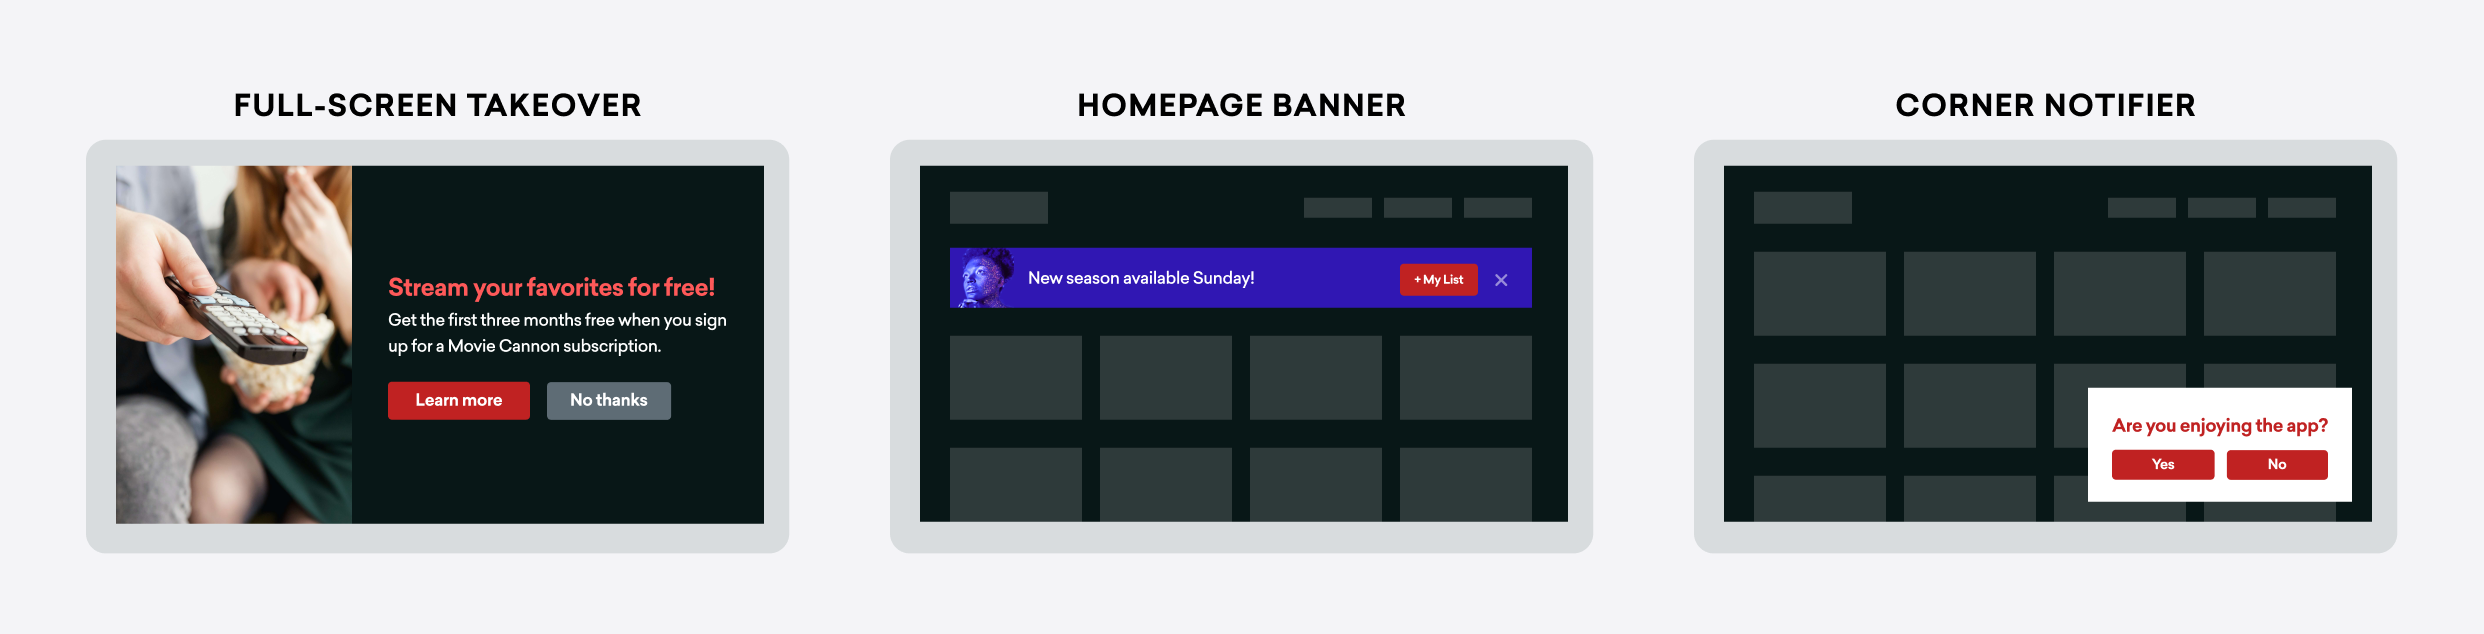 FULL-SCREEN TAKEOVER
Stream your favorites for free!
Get the first three months free when you sign
up for a Movie Cannon subscription.
Learn more
No thanks
HOMEPAGE BANNER
New season available Sunday!
+ My List
CORNER NOTIFIER
Are you enjoying the app?
Yes
No